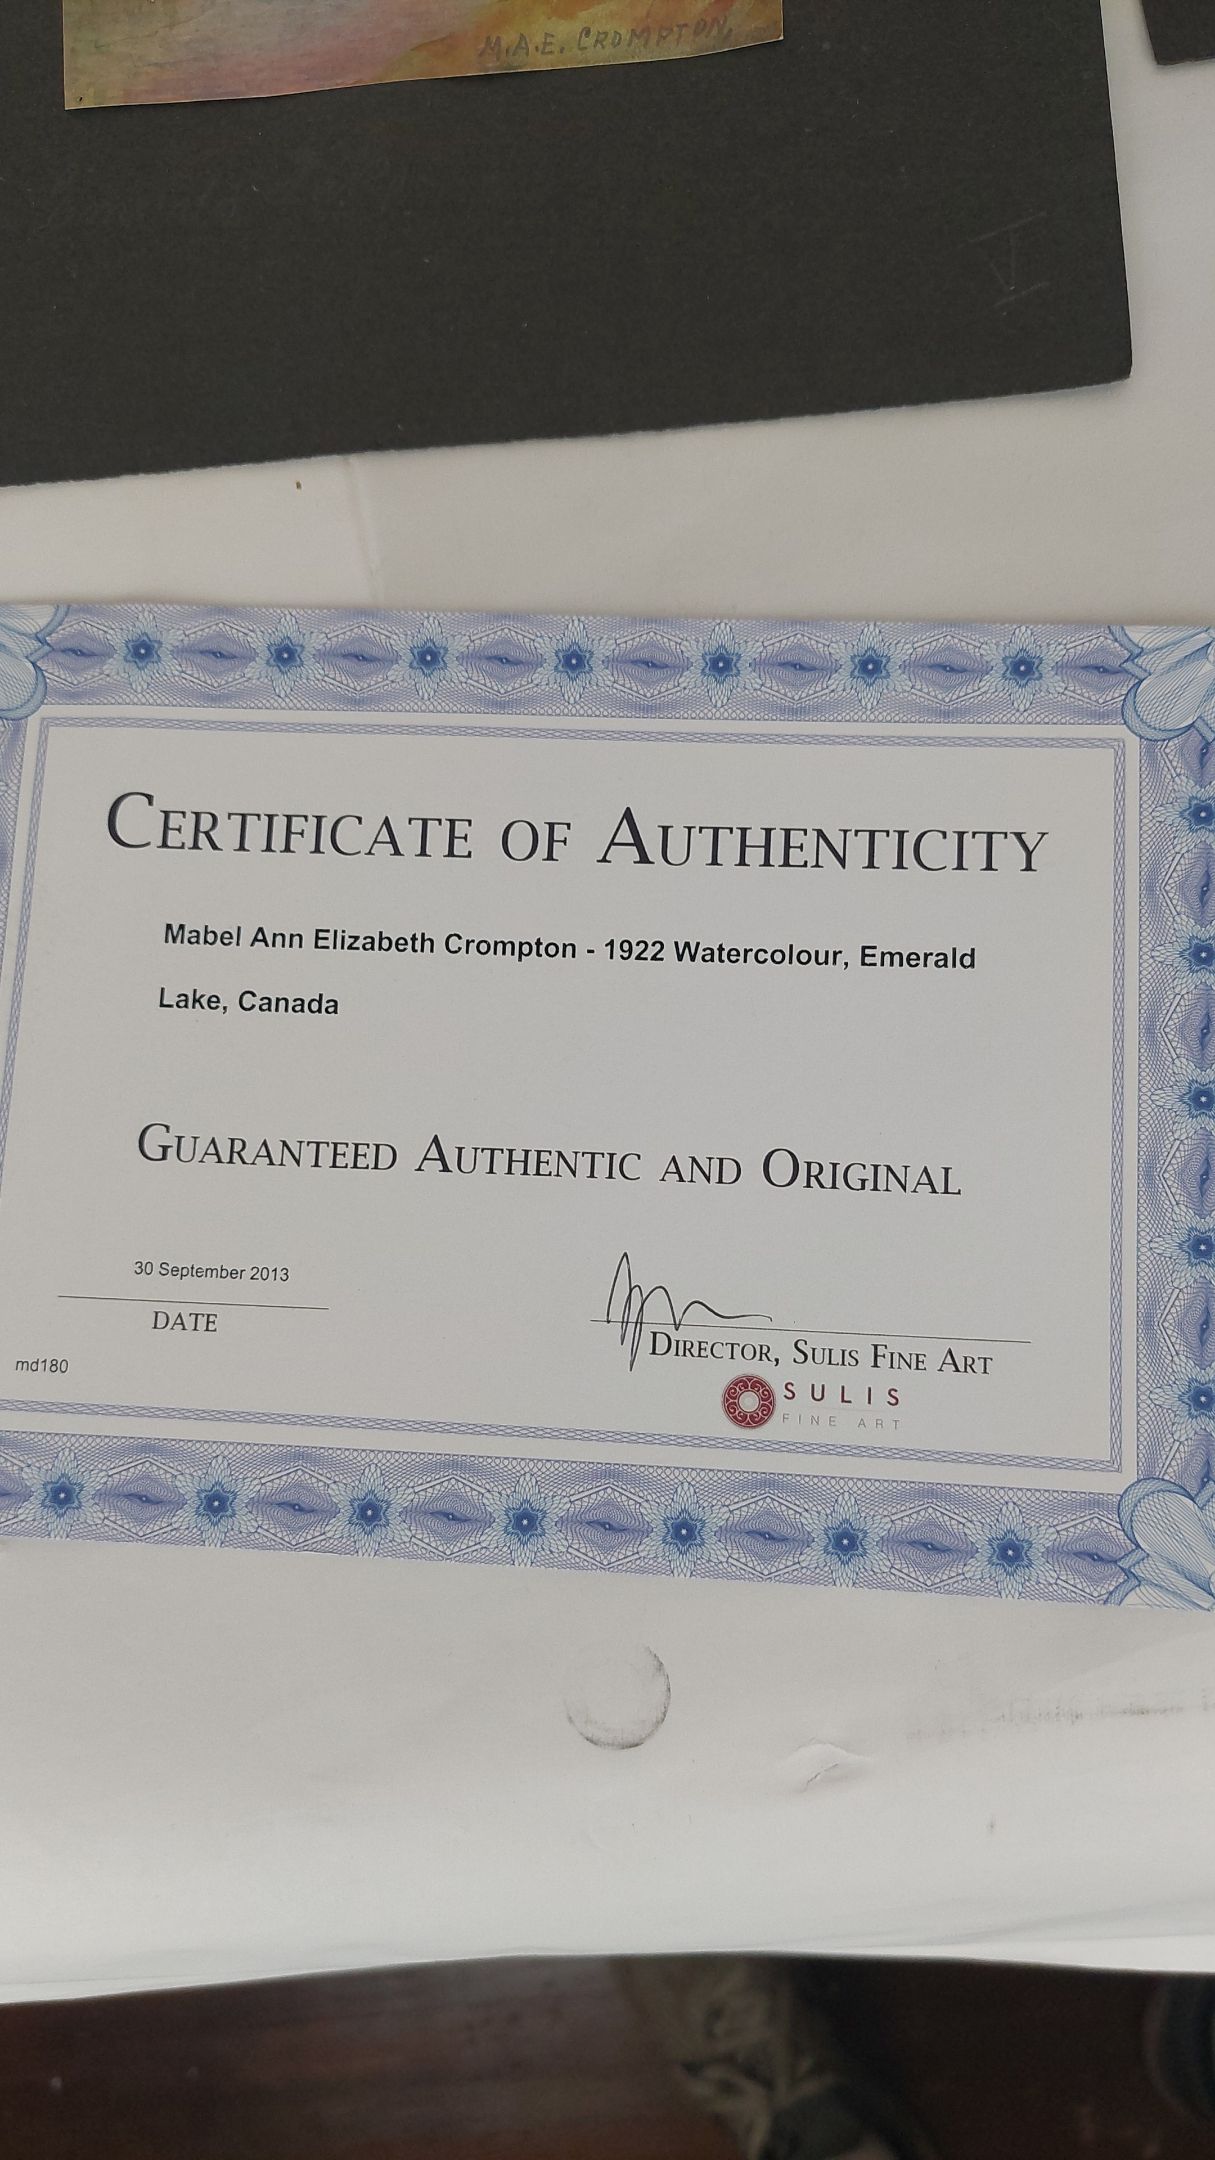 M.A.E. CROMPTON
CERTIFICATE OF AUTHENTICITY
Mabel Ann Elizabeth Crompton - 1922 Watercolour, Emerald
Lake, Canada
GUARANTEED AUTHENTIC AND ORIGINAL
30 September 2013
DATE
DIRECTOR, SULIS FINE ART
md180
SULIS
FINE ART